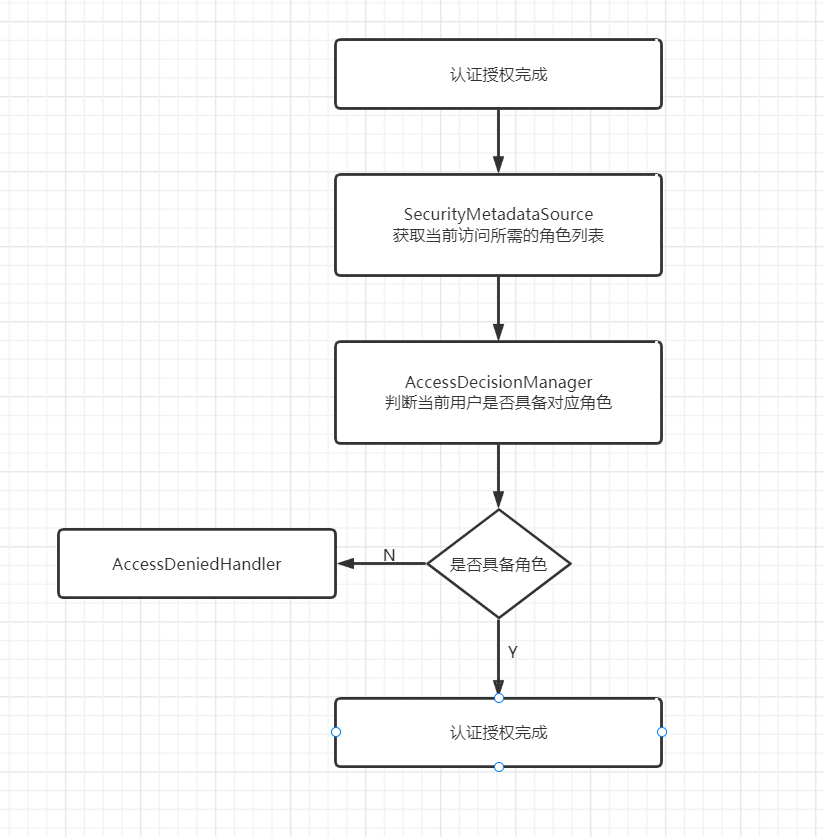 认证授权完成
SecurityMetadataSource
获取当前访问所需的角色列表
AccessDecisionManager
判断当前用户是否具备对应角色
是否具备角色
N
AccessDeniedHandler
Y
认证授权完成